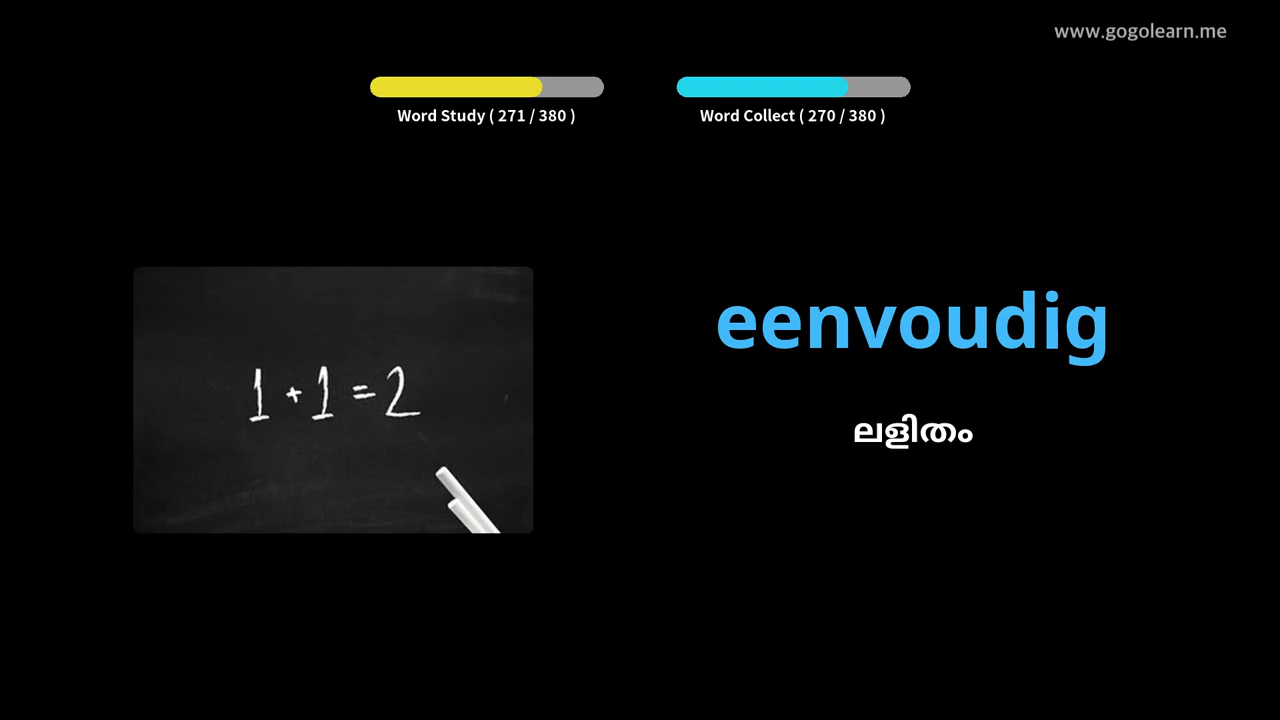 www.gogolearn.me
Word Study ( 271 / 380 )
Word Collect ( 270 / 380 )
eenvoudig
ലളിതം
1 + 1 = 2